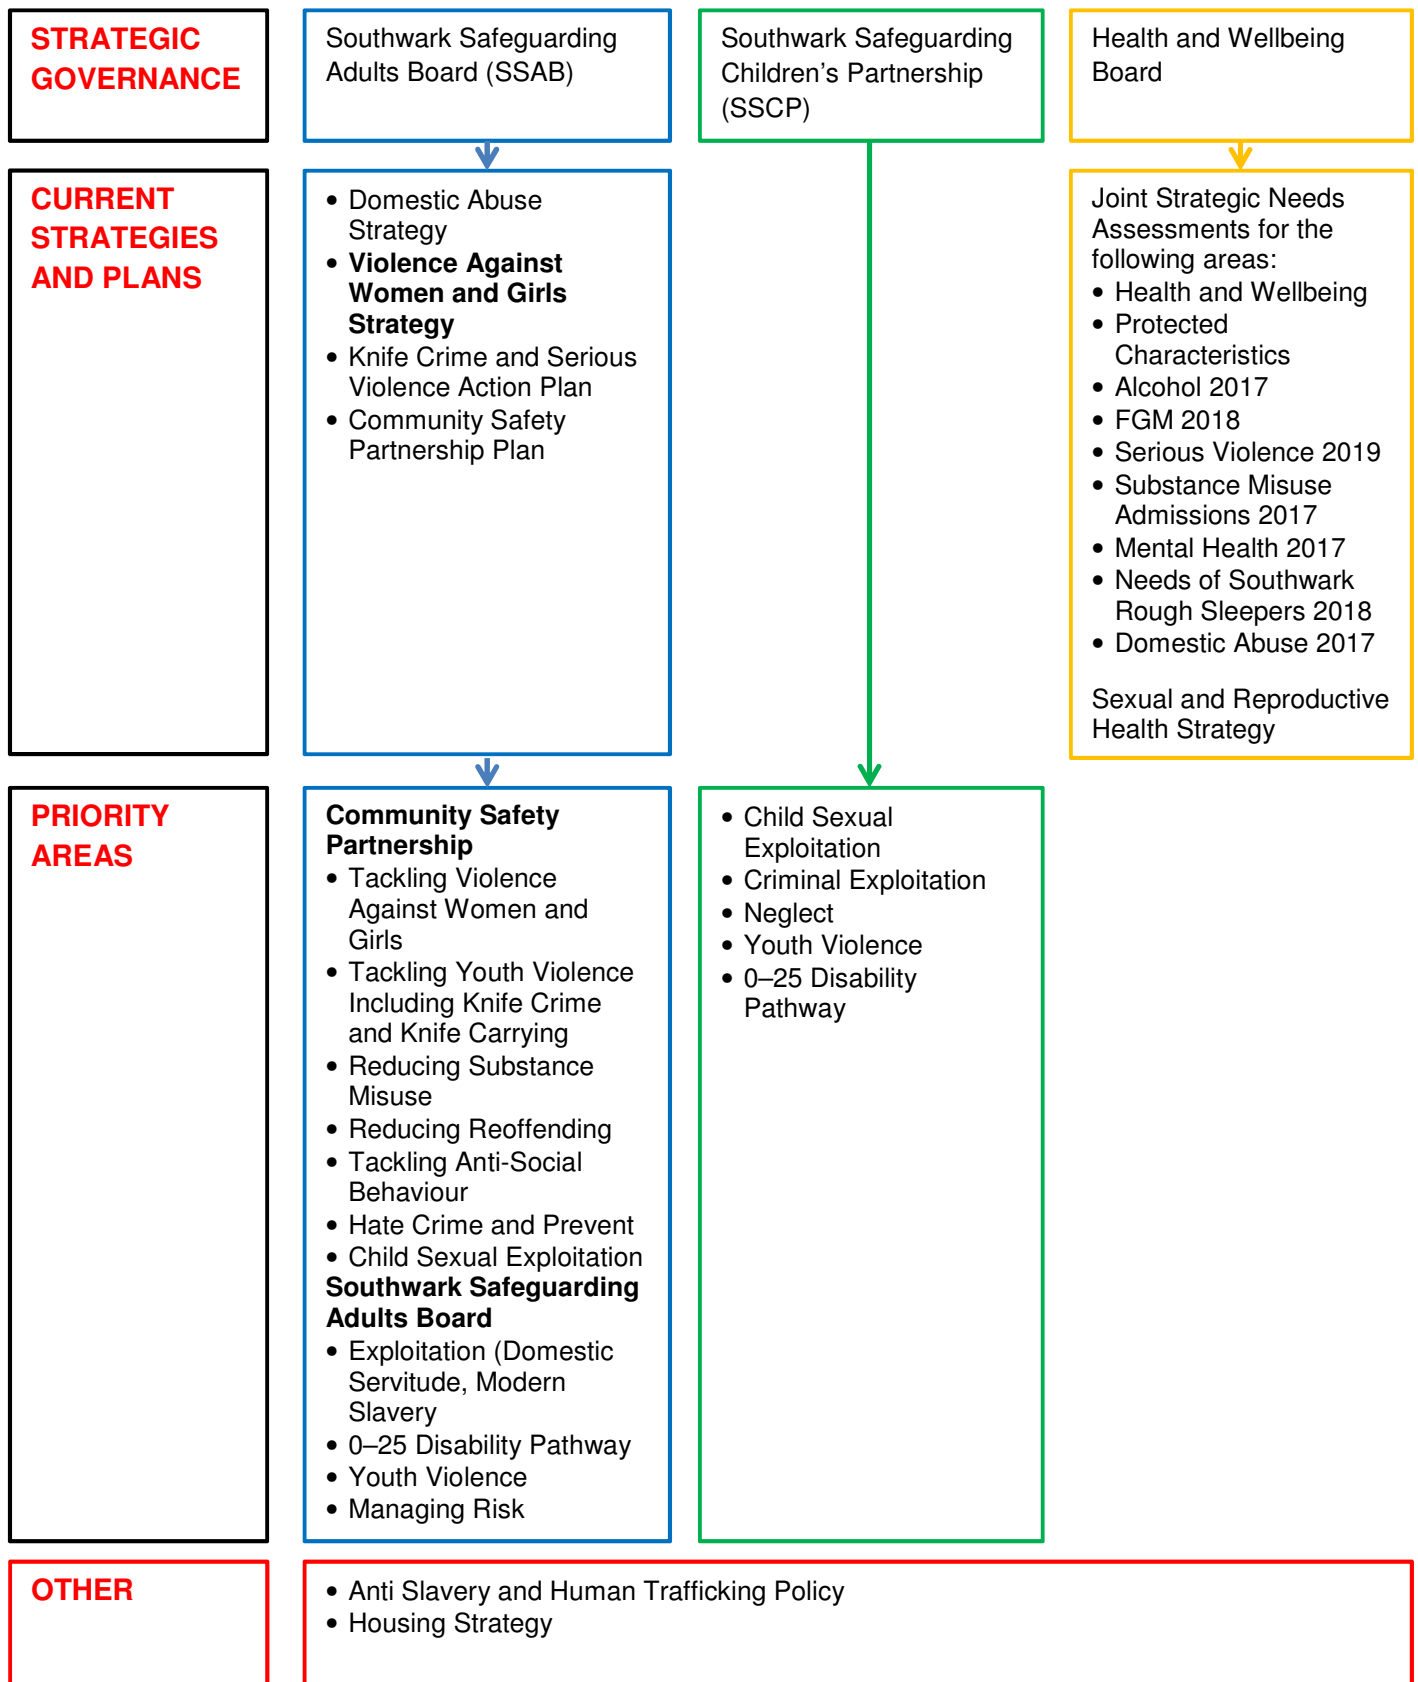 STRATEGIC
GOVERNANCE
Southwark Safeguarding
Adults Board (SSAB)
Southwark Safeguarding
Children's Partnership
(SSCP)
Health and Wellbeing
Board
CURRENT
STRATEGIES
AND PLANS
• Domestic Abuse
Strategy
• Violence Against
Women and Girls
Strategy
• Knife Crime and Serious
Violence Action Plan
• Community Safety
Partnership Plan
Joint Strategic Needs
Assessments for the
following areas:
• Health and Wellbeing
• Protected
Characteristics
• Alcohol 2017
• FGM 2018
• Serious Violence 2019
• Substance Misuse
Admissions 2017
• Mental Health 2017
• Needs of Southwark
Rough Sleepers 2018
• Domestic Abuse 2017
Sexual and Reproductive
Health Strategy
PRIORITY
AREAS
Community Safety
Partnership
• Tackling Violence
Against Women and
Girls
• Tackling Youth Violence
Including Knife Crime
and Knife Carrying
• Reducing Substance
Misuse
• Reducing Reoffending
• Tackling Anti-Social
Behaviour
• Hate Crime and Prevent
• Child Sexual Exploitation
Southwark Safeguarding
Adults Board
• Exploitation (Domestic
Servitude, Modern
Slavery
• 0–25 Disability Pathway
• Youth Violence
• Managing Risk
• Child Sexual
Exploitation
• Criminal Exploitation
• Neglect
• Youth Violence
• 0–25 Disability
Pathway
OTHER
• Anti Slavery and Human Trafficking Policy
• Housing Strategy